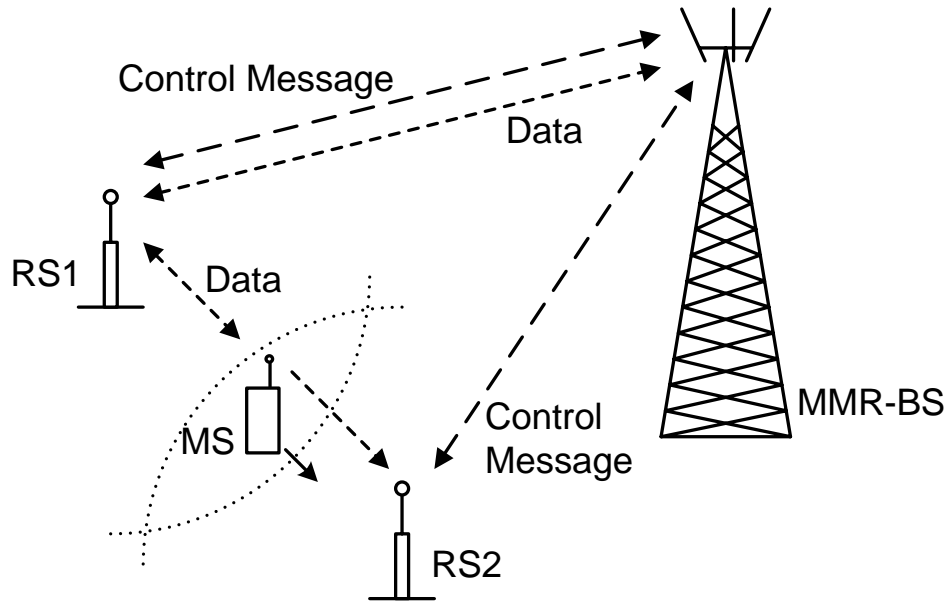 Control Message
Data
RS1
Data
MMR-BS
Control
Message
MS
RS2